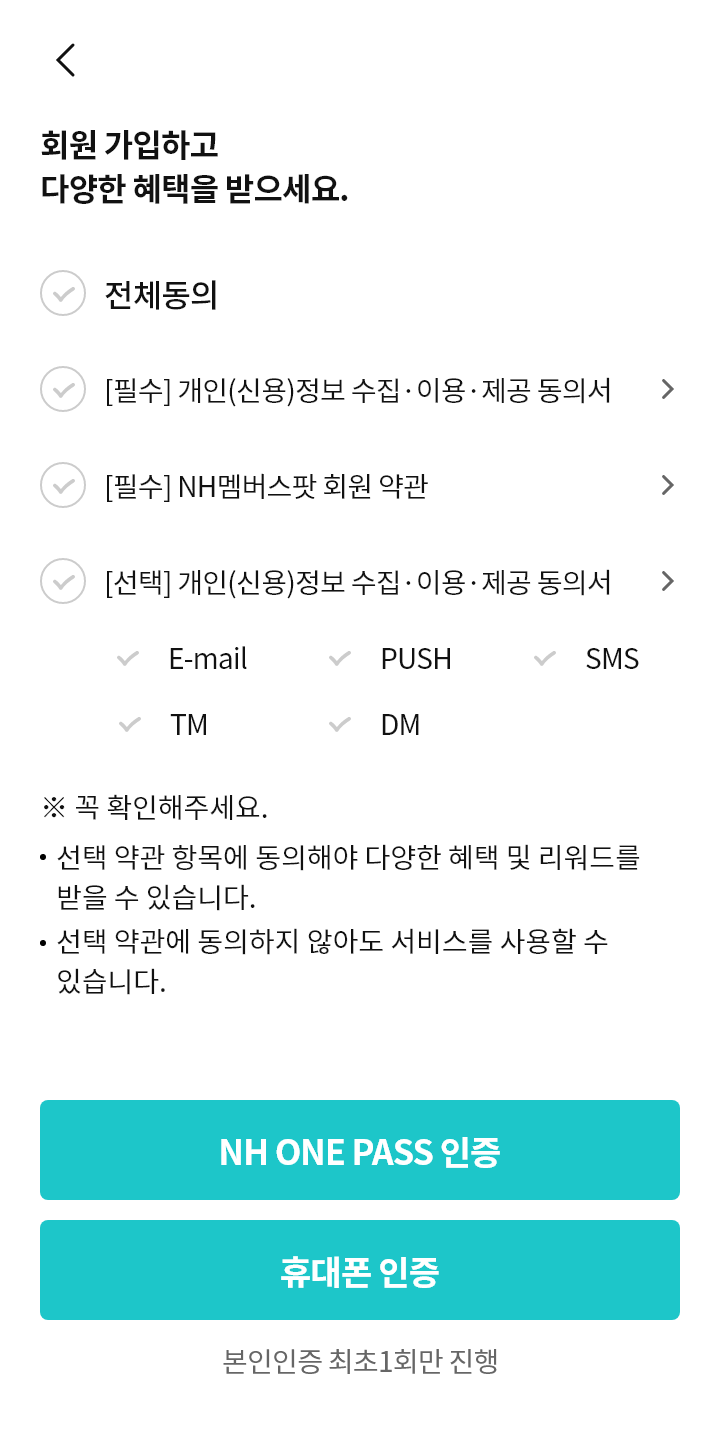 회원 가입하고
다양한 혜택을 받으세요.
전체동의
[필수] 개인(신용)정보 수집·이용·제공 동의서
[필수] NH멤버스팟 회원 약관
[선택] 개인(신용)정보 수집·이용·제공 동의서
E-mail PUSH SMS
TM DM
※ 꼭 확인해주세요.
• 선택 약관 항목에 동의해야 다양한 혜택 및 리워드를
받을 수 있습니다.
• 선택 약관에 동의하지 않아도 서비스를 사용할 수
있습니다.
NH ONE PASS 인증
휴대폰 인증
본인인증 최초1회만 진행